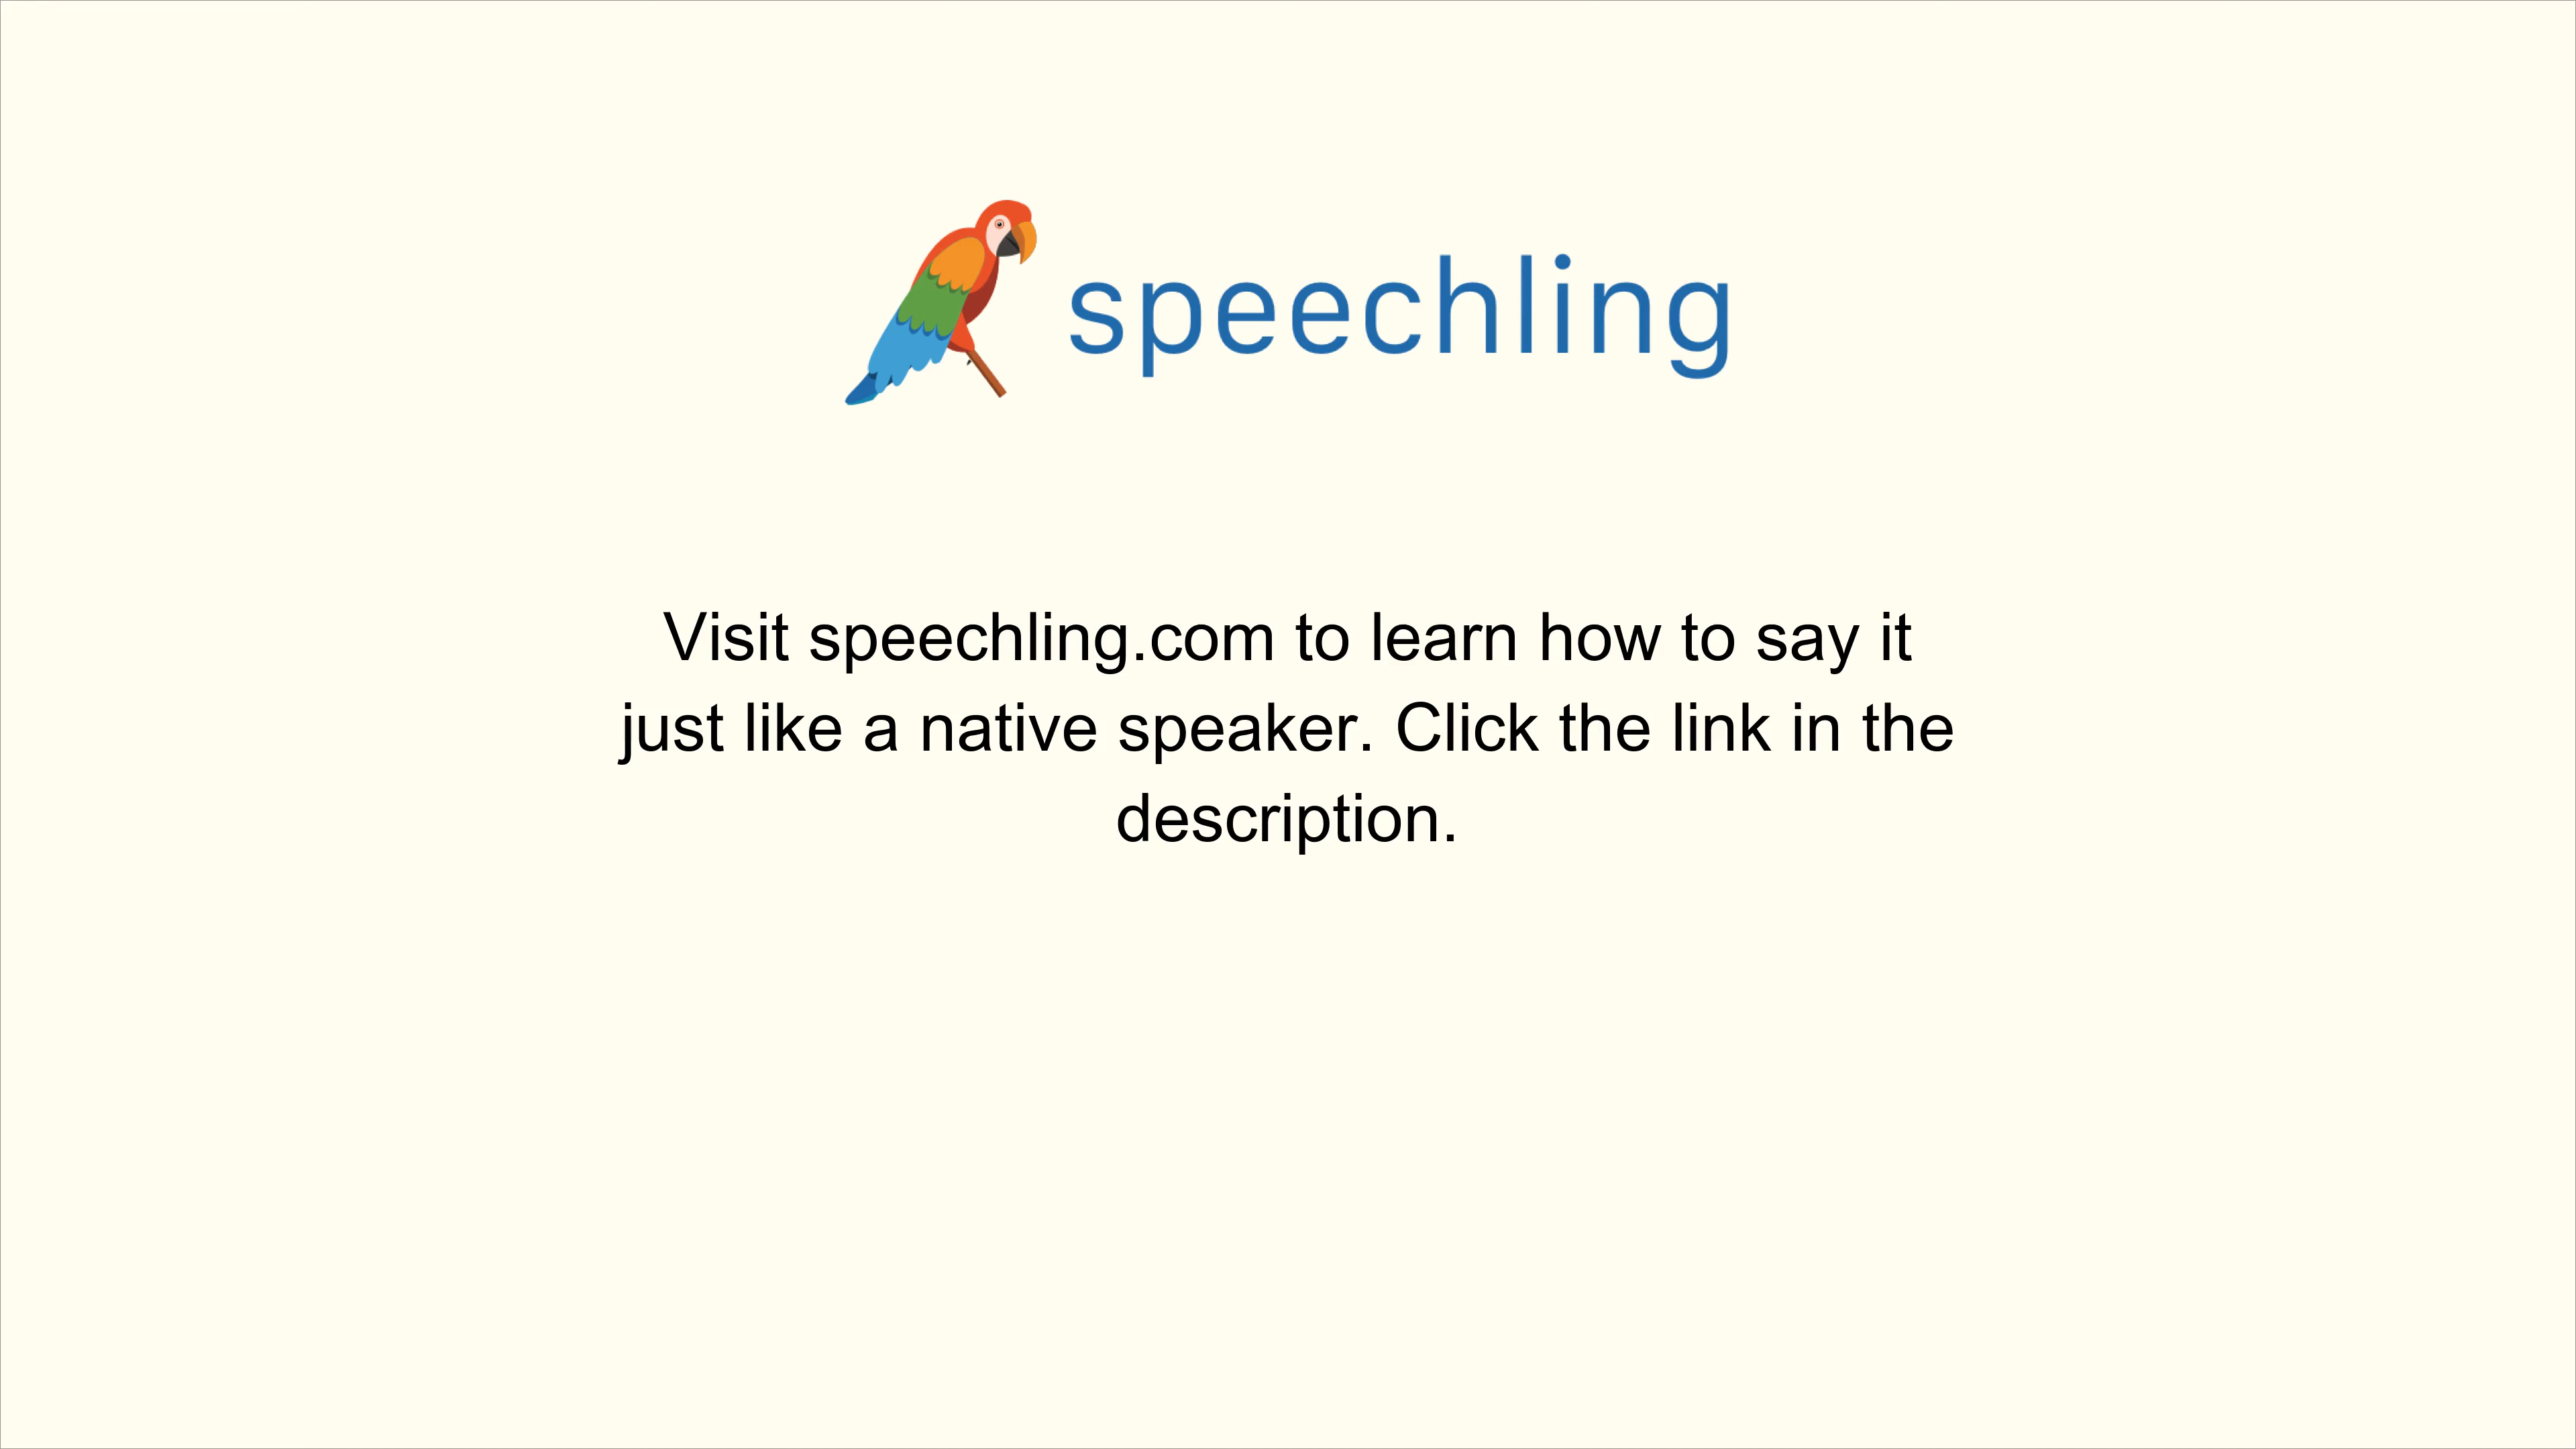 speechling
Visit speechling.com to learn how to say it
just like a native speaker. Click the link in the
description.